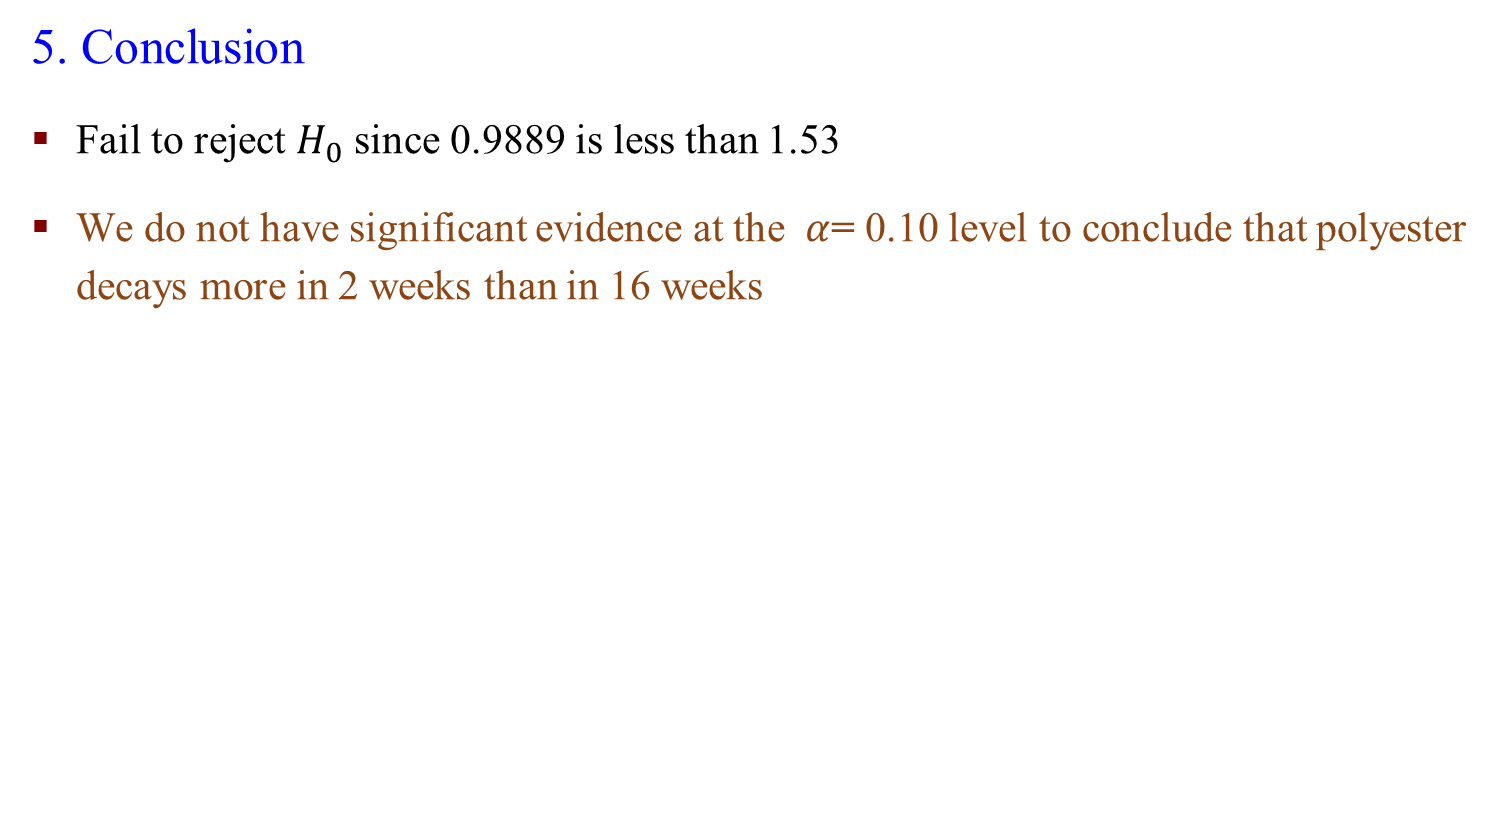 5. Conclusion
▪ Fail to reject 𝐻₀ since 0.9889 is less than 1.53
▪ We do not have significant evidence at the 𝛼= 0.10 level to conclude that polyester
decays more in 2 weeks than in 16 weeks